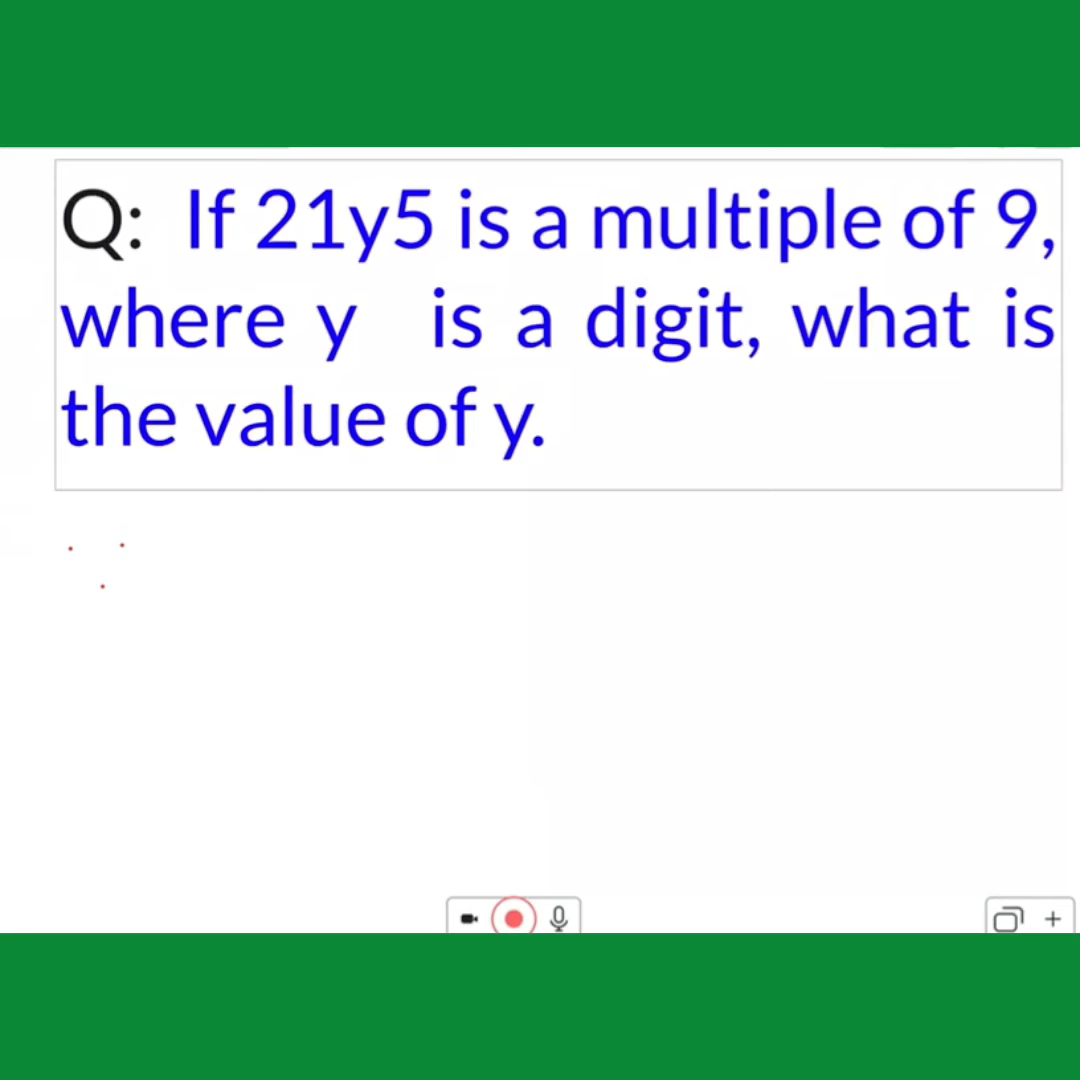 Q: If 21y5 is a multiple of 9,
where y is a digit, what is
the value of y.